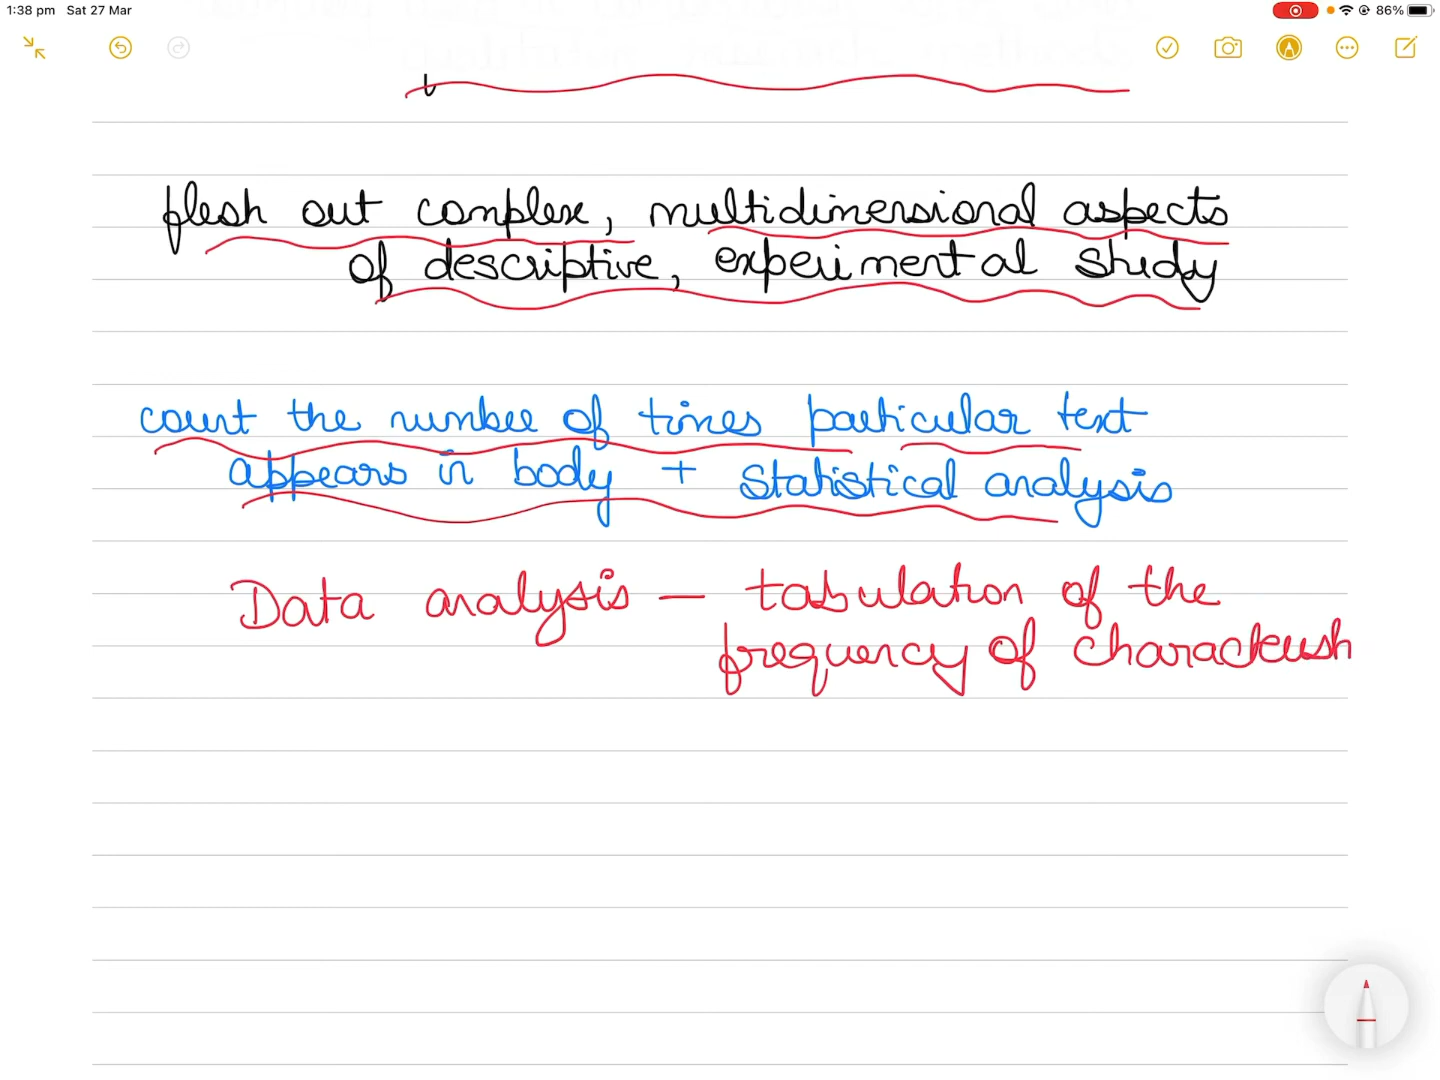 1:38 pm Sat 27 Mar 86%
flesh out complex, multidimensional aspects
of descriptive, experimental study
count the number of times particular text
appears in body + statistical analysis
Data analysis — tabulation of the
frequency of